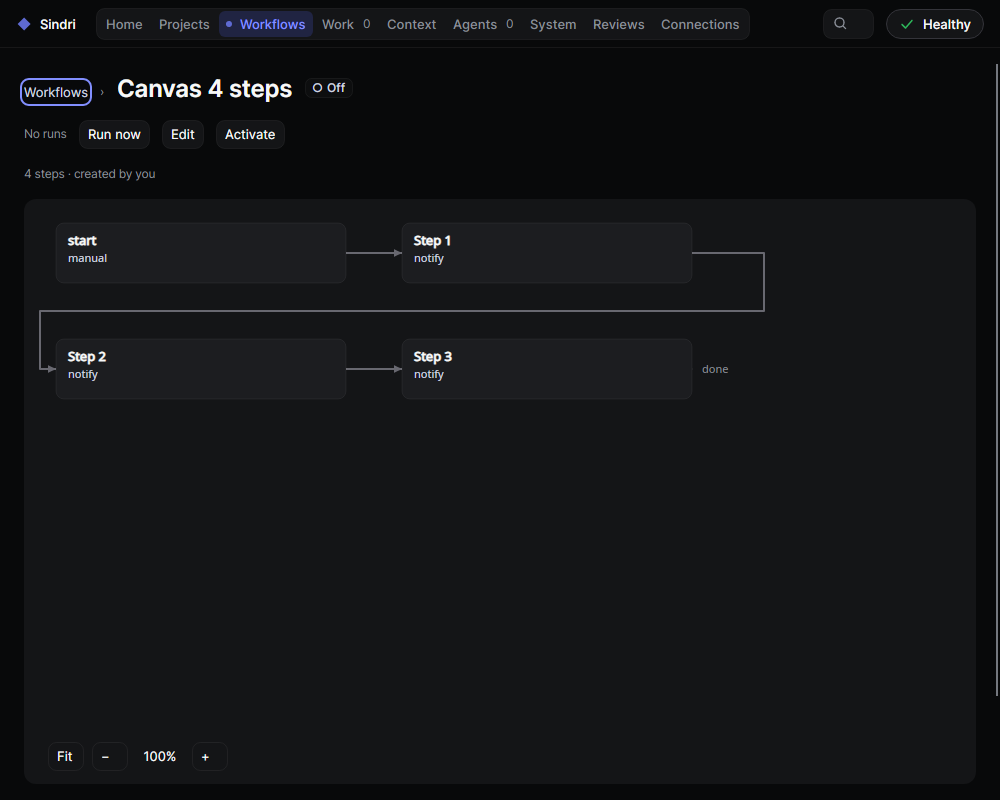 Sindri Home Projects Workflows Work 0 Context Agents 0 System Reviews Connections Healthy
Workflows › Canvas 4 steps Off
No runs Run now Edit Activate
4 steps · created by you
start Step 1
manual notify
Step 2 Step 3
notify notify done
Fit − 100% +